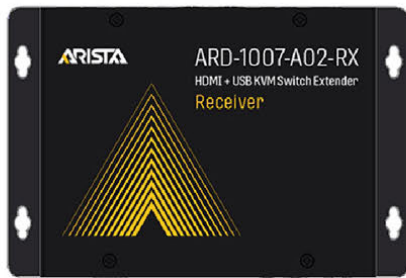 ARISTA
ARD-1007-A02-RX
HDMI + USB KVM Switch Extender
Receiver